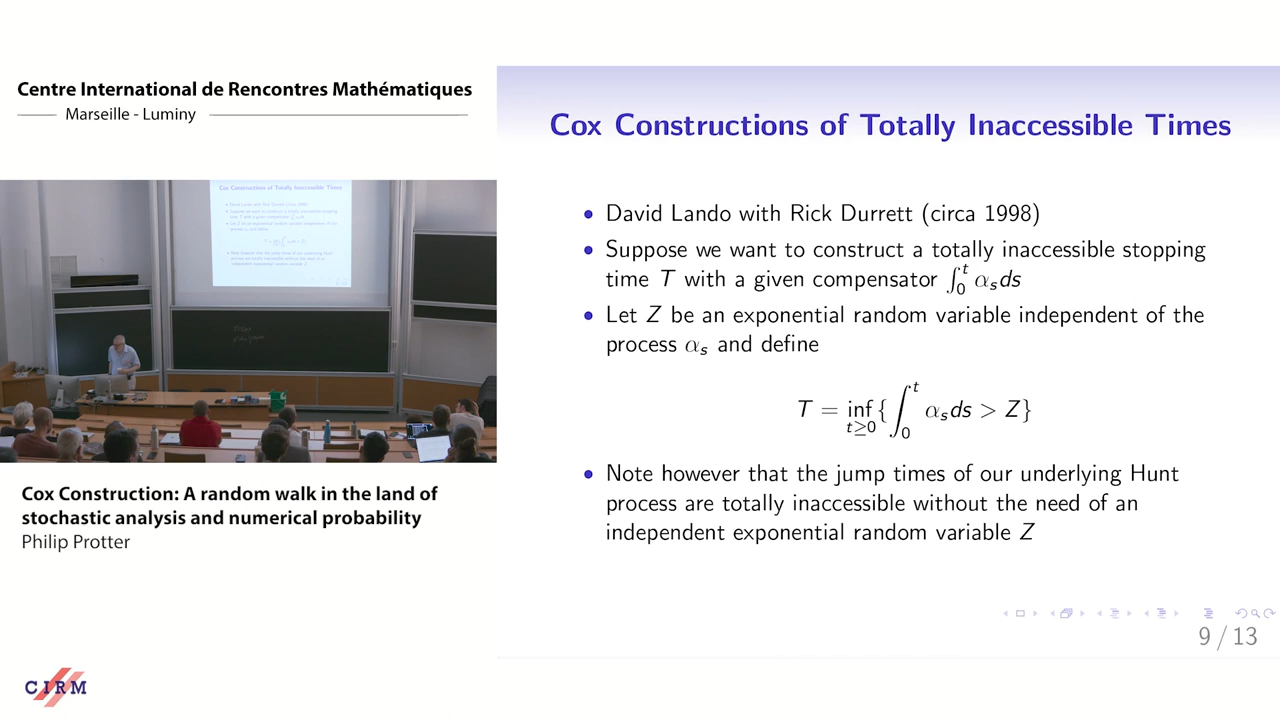 Centre International de Rencontres Mathématiques
Marseille - Luminy
Cox Construction: A random walk in the land of
stochastic analysis and numerical probability
Philip Protter
CIRM
Cox Constructions of Totally Inaccessible Times
• David Lando with Rick Durrett (circa 1998)
• Suppose we want to construct a totally inaccessible stopping
time T with a given compensator ∫₀ᵗ αₛds
• Let Z be an exponential random variable independent of the
process αₛ and define
T = inf_{t≥0}{∫₀ᵗ αₛds > Z}
• Note however that the jump times of our underlying Hunt
process are totally inaccessible without the need of an
independent exponential random variable Z
9 / 13